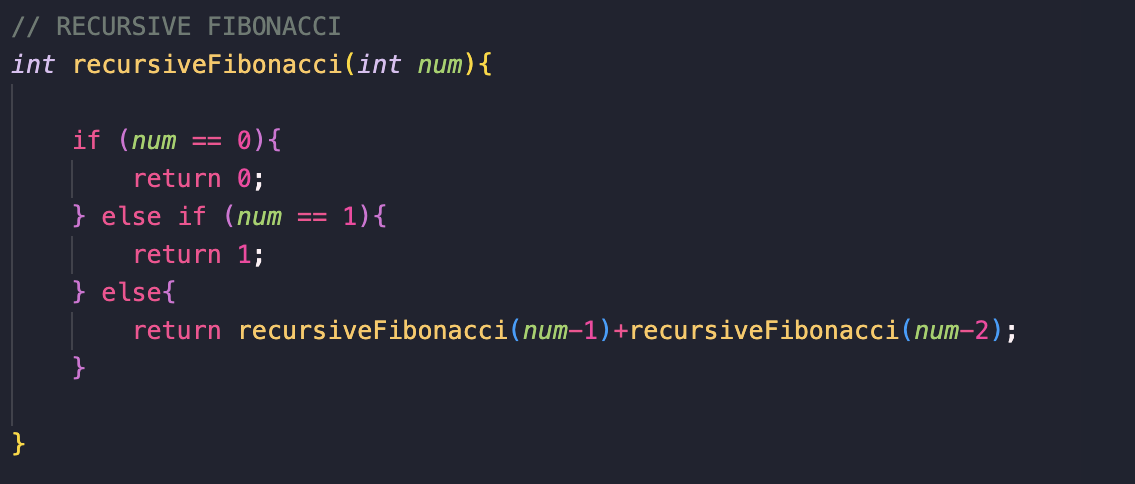 // RECURSIVE FIBONACCI
int recursiveFibonacci(int num){
if (num == 0){
return 0;
} else if (num == 1){
return 1;
} else{
return recursiveFibonacci(num-1)+recursiveFibonacci(num-2);
}
}